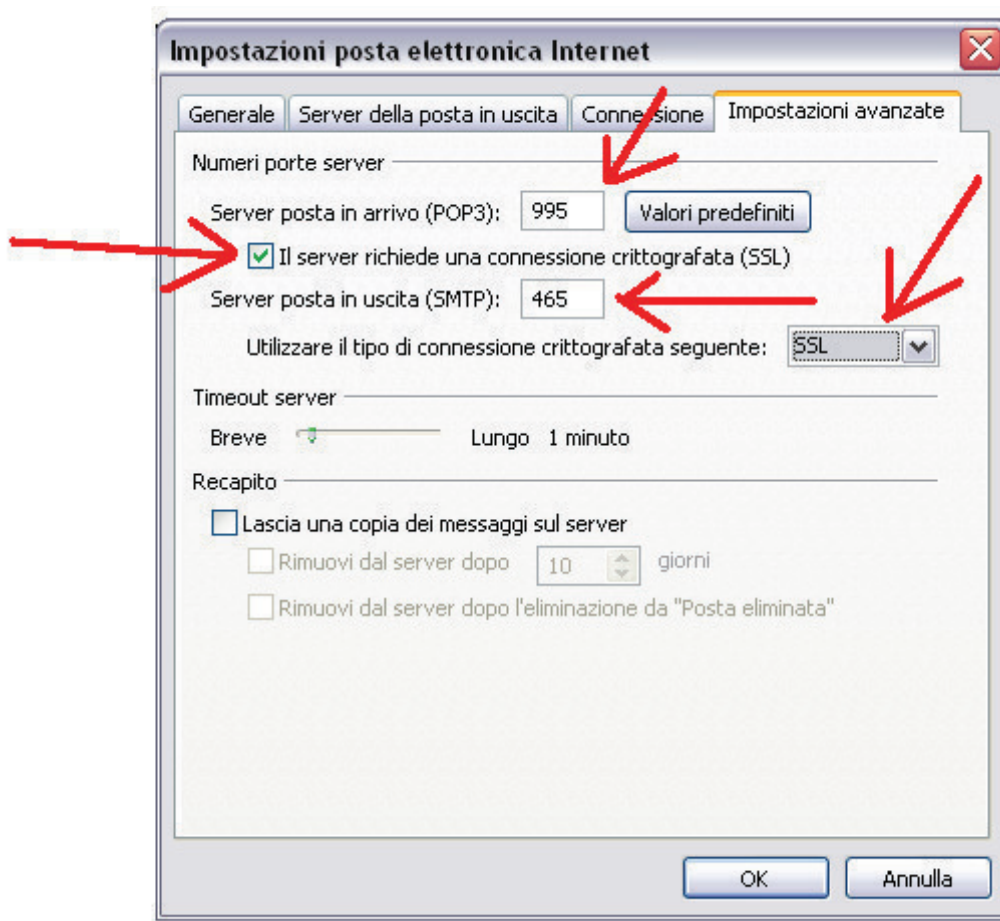 Impostazioni posta elettronica Internet
Generale Server della posta in uscita Connessione Impostazioni avanzate
Numeri porte server
Server posta in arrivo (POP3): 995 Valori predefiniti
Il server richiede una connessione crittografata (SSL)
Server posta in uscita (SMTP): 465
Utilizzare il tipo di connessione crittografata seguente: SSL
Timeout server
Breve Lungo 1 minuto
Recapito
Lascia una copia dei messaggi sul server
Rimuovi dal server dopo 10 giorni
Rimuovi dal server dopo l'eliminazione da "Posta eliminata"
OK Annulla